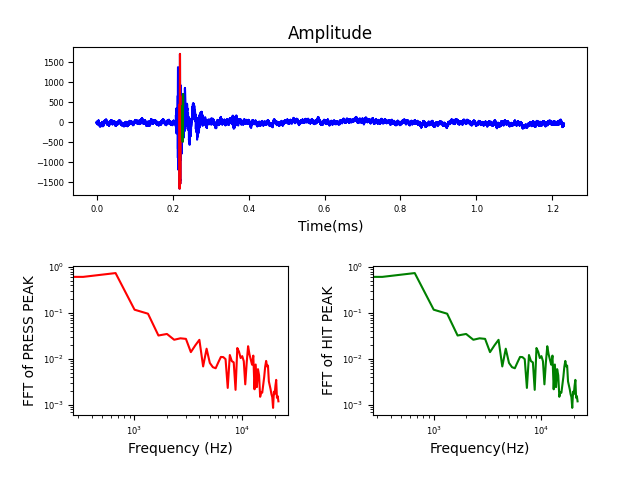 Amplitude
1500
1000
500
0
−500
−1000
−1500
0.0 0.2 0.4 0.6 0.8 1.0 1.2
Time(ms)
FFT of PRESS PEAK
10⁰
10⁻¹
10⁻²
10⁻³
10³ 10⁴
Frequency (Hz)
FFT of HIT PEAK
10⁰
10⁻¹
10⁻²
10⁻³
10³ 10⁴
Frequency(Hz)